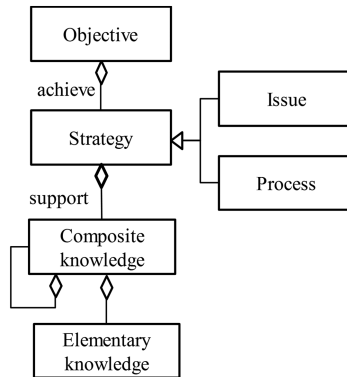 Objective
achieve
Strategy
Issue
Process
support
Composite
knowledge
Elementary
knowledge